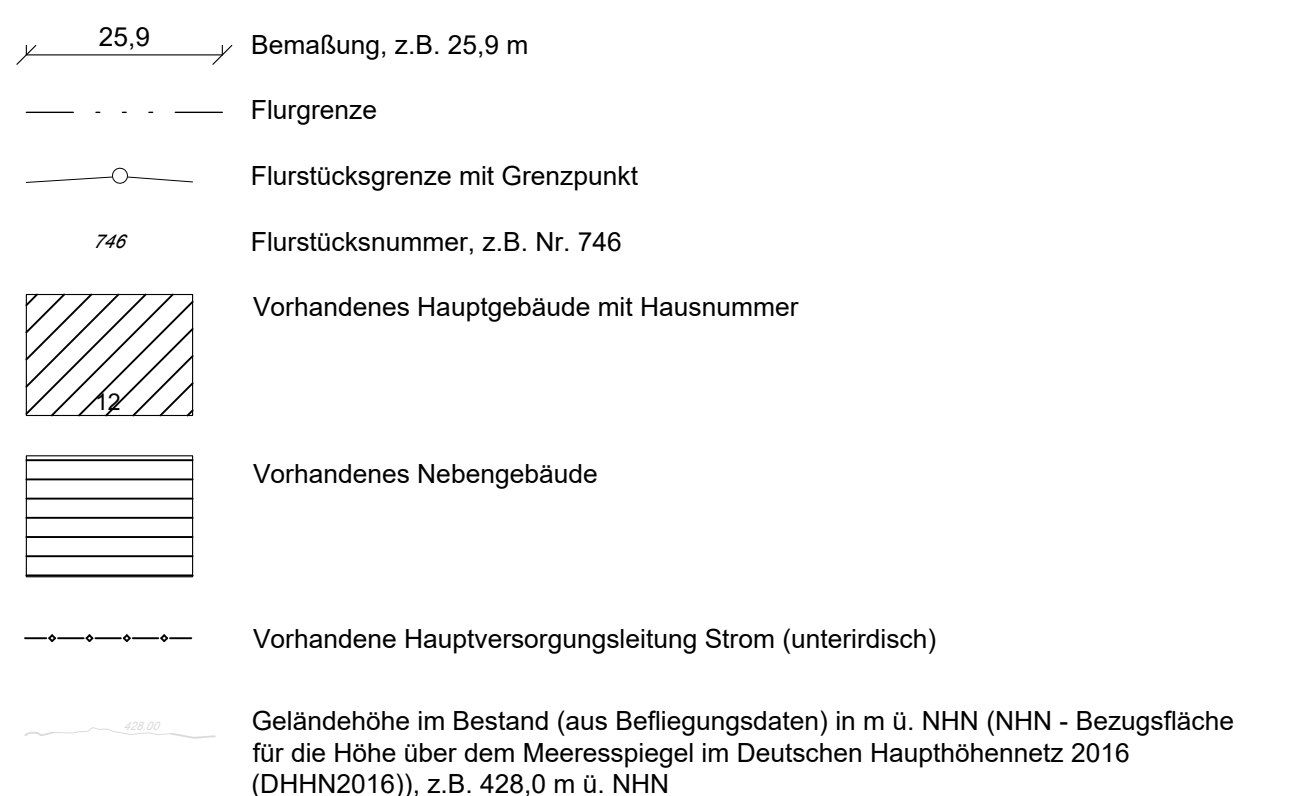 25,9 Bemaßung, z.B. 25,9 m
Flurgrenze
Flurstücksgrenze mit Grenzpunkt
746 Flurstücksnummer, z.B. Nr. 746
Vorhandenes Hauptgebäude mit Hausnummer
12
Vorhandenes Nebengebäude
Vorhandene Hauptversorgungsleitung Strom (unterirdisch)
428.00 Geländehöhe im Bestand (aus Befliegungsdaten) in m ü. NHN (NHN - Bezugsfläche
für die Höhe über dem Meeresspiegel im Deutschen Haupthöhennetz 2016
(DHHN2016)), z.B. 428,0 m ü. NHN